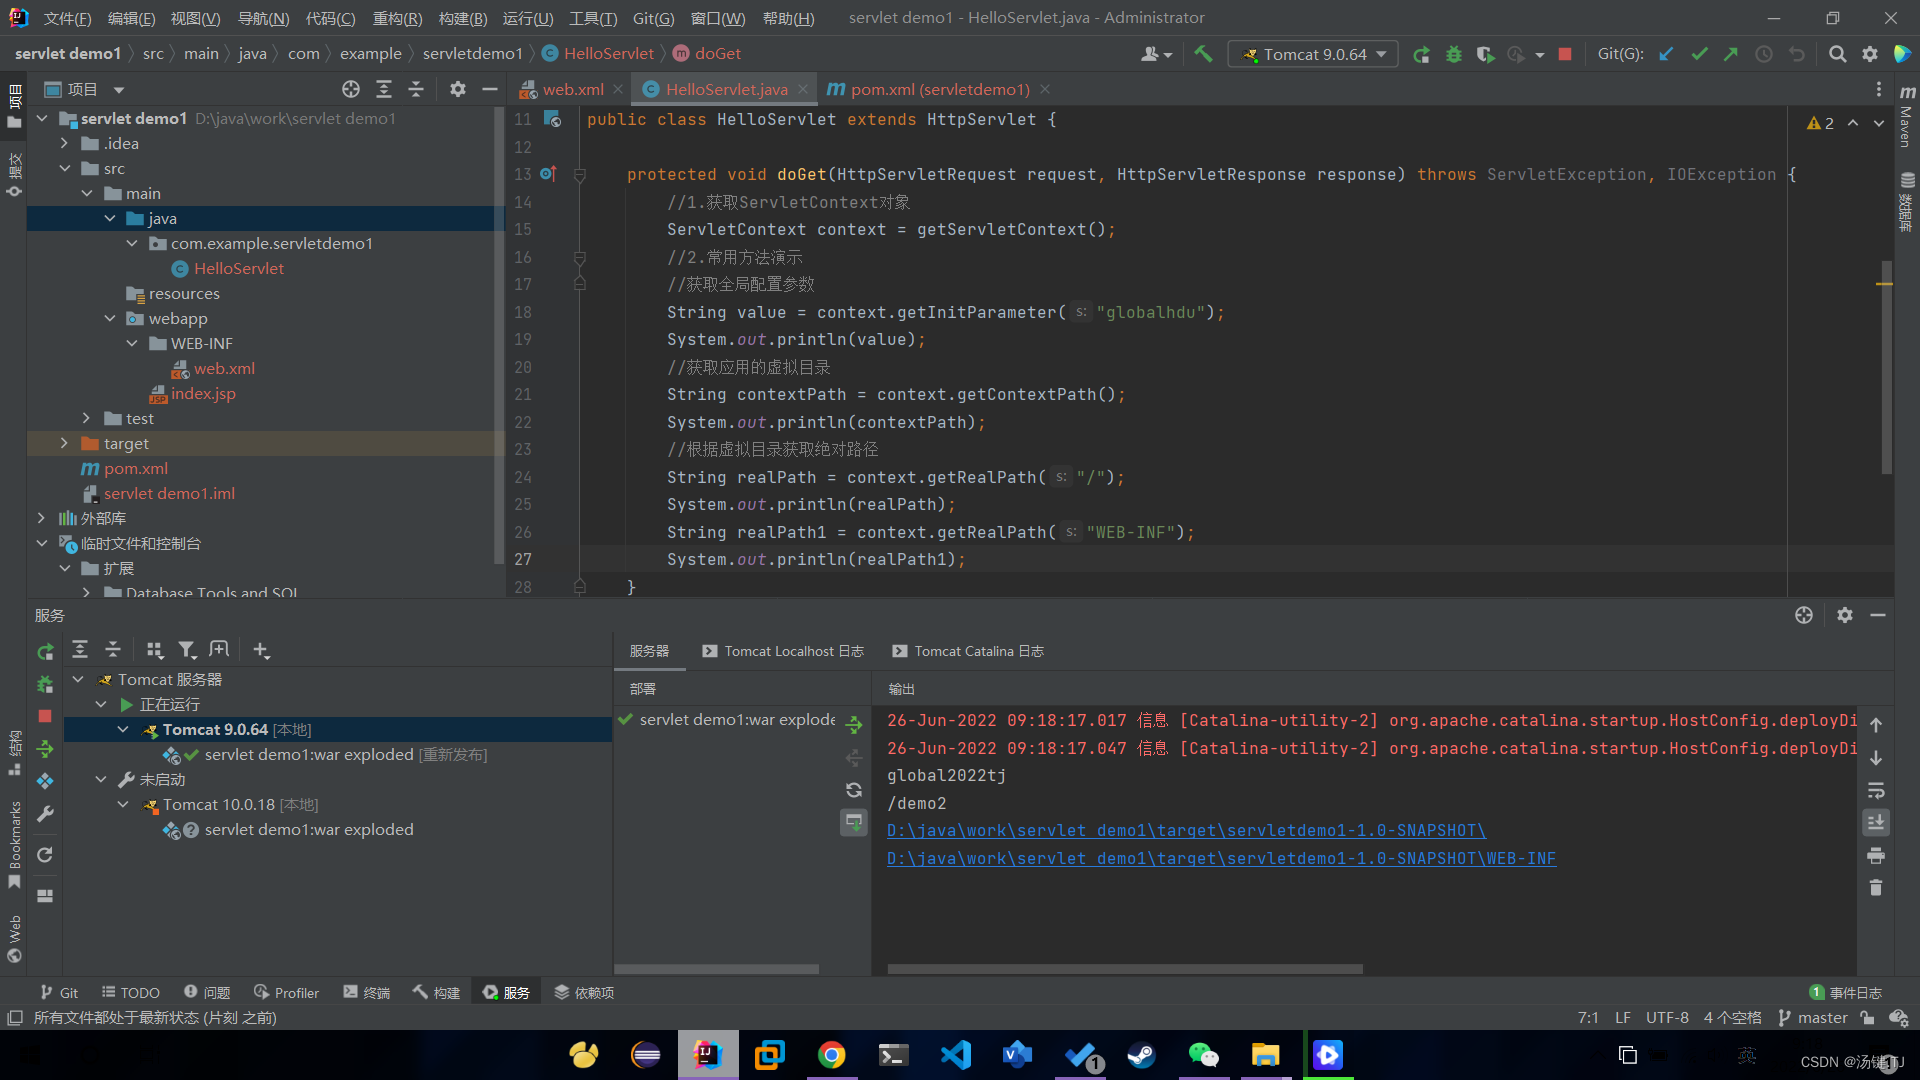 文件(F) 编辑(E) 视图(V) 导航(N) 代码(C) 重构(R) 构建(B) 运行(U) 工具(T) Git(G) 窗口(W) 帮助(H) servlet demo1 - HelloServlet.java - Administrator
servlet demo1 src main java com example servletdemo1 HelloServlet doGet Tomcat 9.0.64 Git(G):
项目
web.xml HelloServlet.java pom.xml (servletdemo1)
servlet demo1 D:\java\work\servlet demo1
.idea
src
main
java
com.example.servletdemo1
HelloServlet
resources
webapp
WEB-INF
web.xml
index.jsp
test
target
pom.xml
servlet demo1.iml
外部库
临时文件和控制台
扩展
Database Tools and SQL
项目
提交
结构
Bookmarks
Web
11 public class HelloServlet extends HttpServlet {
12
13 protected void doGet(HttpServletRequest request, HttpServletResponse response) throws ServletException, IOException {
14 //1.获取ServletContext对象
15 ServletContext context = getServletContext();
16 //2.常用方法演示
17 //获取全局配置参数
18 String value = context.getInitParameter( s: "globalhdu");
19 System.out.println(value);
20 //获取应用的虚拟目录
21 String contextPath = context.getContextPath();
22 System.out.println(contextPath);
23 //根据虚拟目录获取绝对路径
24 String realPath = context.getRealPath( s: "/");
25 System.out.println(realPath);
26 String realPath1 = context.getRealPath( s: "WEB-INF");
27 System.out.println(realPath1);
28 }
2
m
Maven
数据库
服务
Tomcat 服务器
正在运行
Tomcat 9.0.64 [本地]
servlet demo1:war exploded [重新发布]
未启动
Tomcat 10.0.18 [本地]
servlet demo1:war exploded
服务器 Tomcat Localhost 日志 Tomcat Catalina 日志
部署 输出
servlet demo1:war explode
26-Jun-2022 09:18:17.017 信息 [Catalina-utility-2] org.apache.catalina.startup.HostConfig.deployDi
26-Jun-2022 09:18:17.047 信息 [Catalina-utility-2] org.apache.catalina.startup.HostConfig.deployDi
global2022tj
/demo2
D:\java\work\servlet demo1\target\servletdemo1-1.0-SNAPSHOT\
D:\java\work\servlet demo1\target\servletdemo1-1.0-SNAPSHOT\WEB-INF
Git TODO 问题 Profiler 终端 构建 服务 依赖项 1 事件日志
所有文件都处于最新状态 (片刻 之前) 7:1 LF UTF-8 4 个空格 master
1
英
CSDN @汤键TJ